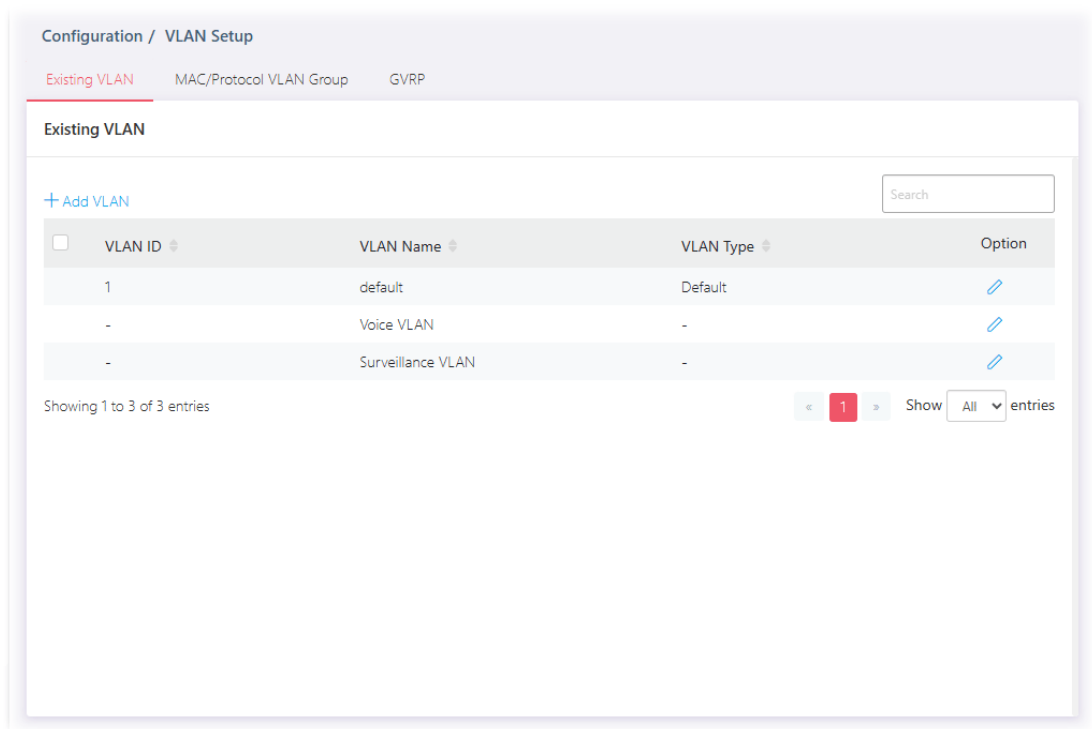 Configuration / VLAN Setup
Existing VLAN MAC/Protocol VLAN Group GVRP
Existing VLAN
+ Add VLAN Search
VLAN ID VLAN Name VLAN Type Option
1 default Default
- Voice VLAN -
- Surveillance VLAN -
Showing 1 to 3 of 3 entries « 1 » Show All entries